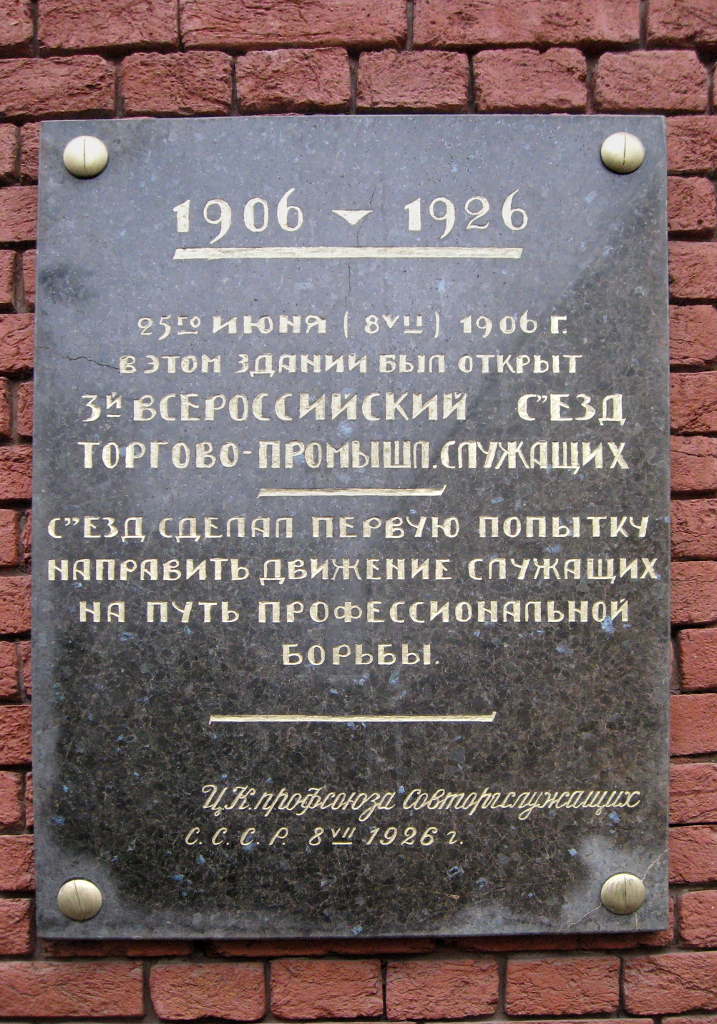 1906 – 1926
25го июня (8VII) 1906 г.
в этом здании был открыт
3й ВСЕРОССИЙСКИЙ С"ЕЗД
ТОРГОВО-ПРОМЫШЛ. СЛУЖАЩИХ
С"ЕЗД СДЕЛАЛ ПЕРВУЮ ПОПЫТКУ
НАПРАВИТЬ ДВИЖЕНИЕ СЛУЖАЩИХ
НА ПУТЬ ПРОФЕССИОНАЛЬНОЙ
БОРЬБЫ.
Ц.К. профсоюза совторгслужащих
С.С.С.Р. 8VII 1926 г.